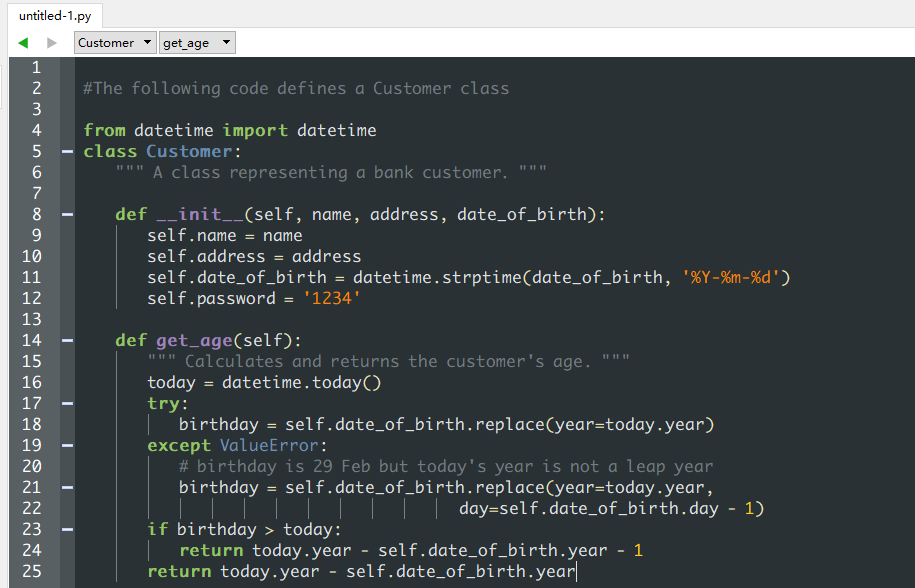 untitled-1.py
Customer get_age
1
2 #The following code defines a Customer class
3
4 from datetime import datetime
5 class Customer:
6 """ A class representing a bank customer. """
7
8 def __init__(self, name, address, date_of_birth):
9 self.name = name
10 self.address = address
11 self.date_of_birth = datetime.strptime(date_of_birth, '%Y-%m-%d')
12 self.password = '1234'
13
14 def get_age(self):
15 """ Calculates and returns the customer's age. """
16 today = datetime.today()
17 try:
18 birthday = self.date_of_birth.replace(year=today.year)
19 except ValueError:
20 # birthday is 29 Feb but today's year is not a leap year
21 birthday = self.date_of_birth.replace(year=today.year,
22 day=self.date_of_birth.day - 1)
23 if birthday > today:
24 return today.year - self.date_of_birth.year - 1
25 return today.year - self.date_of_birth.year